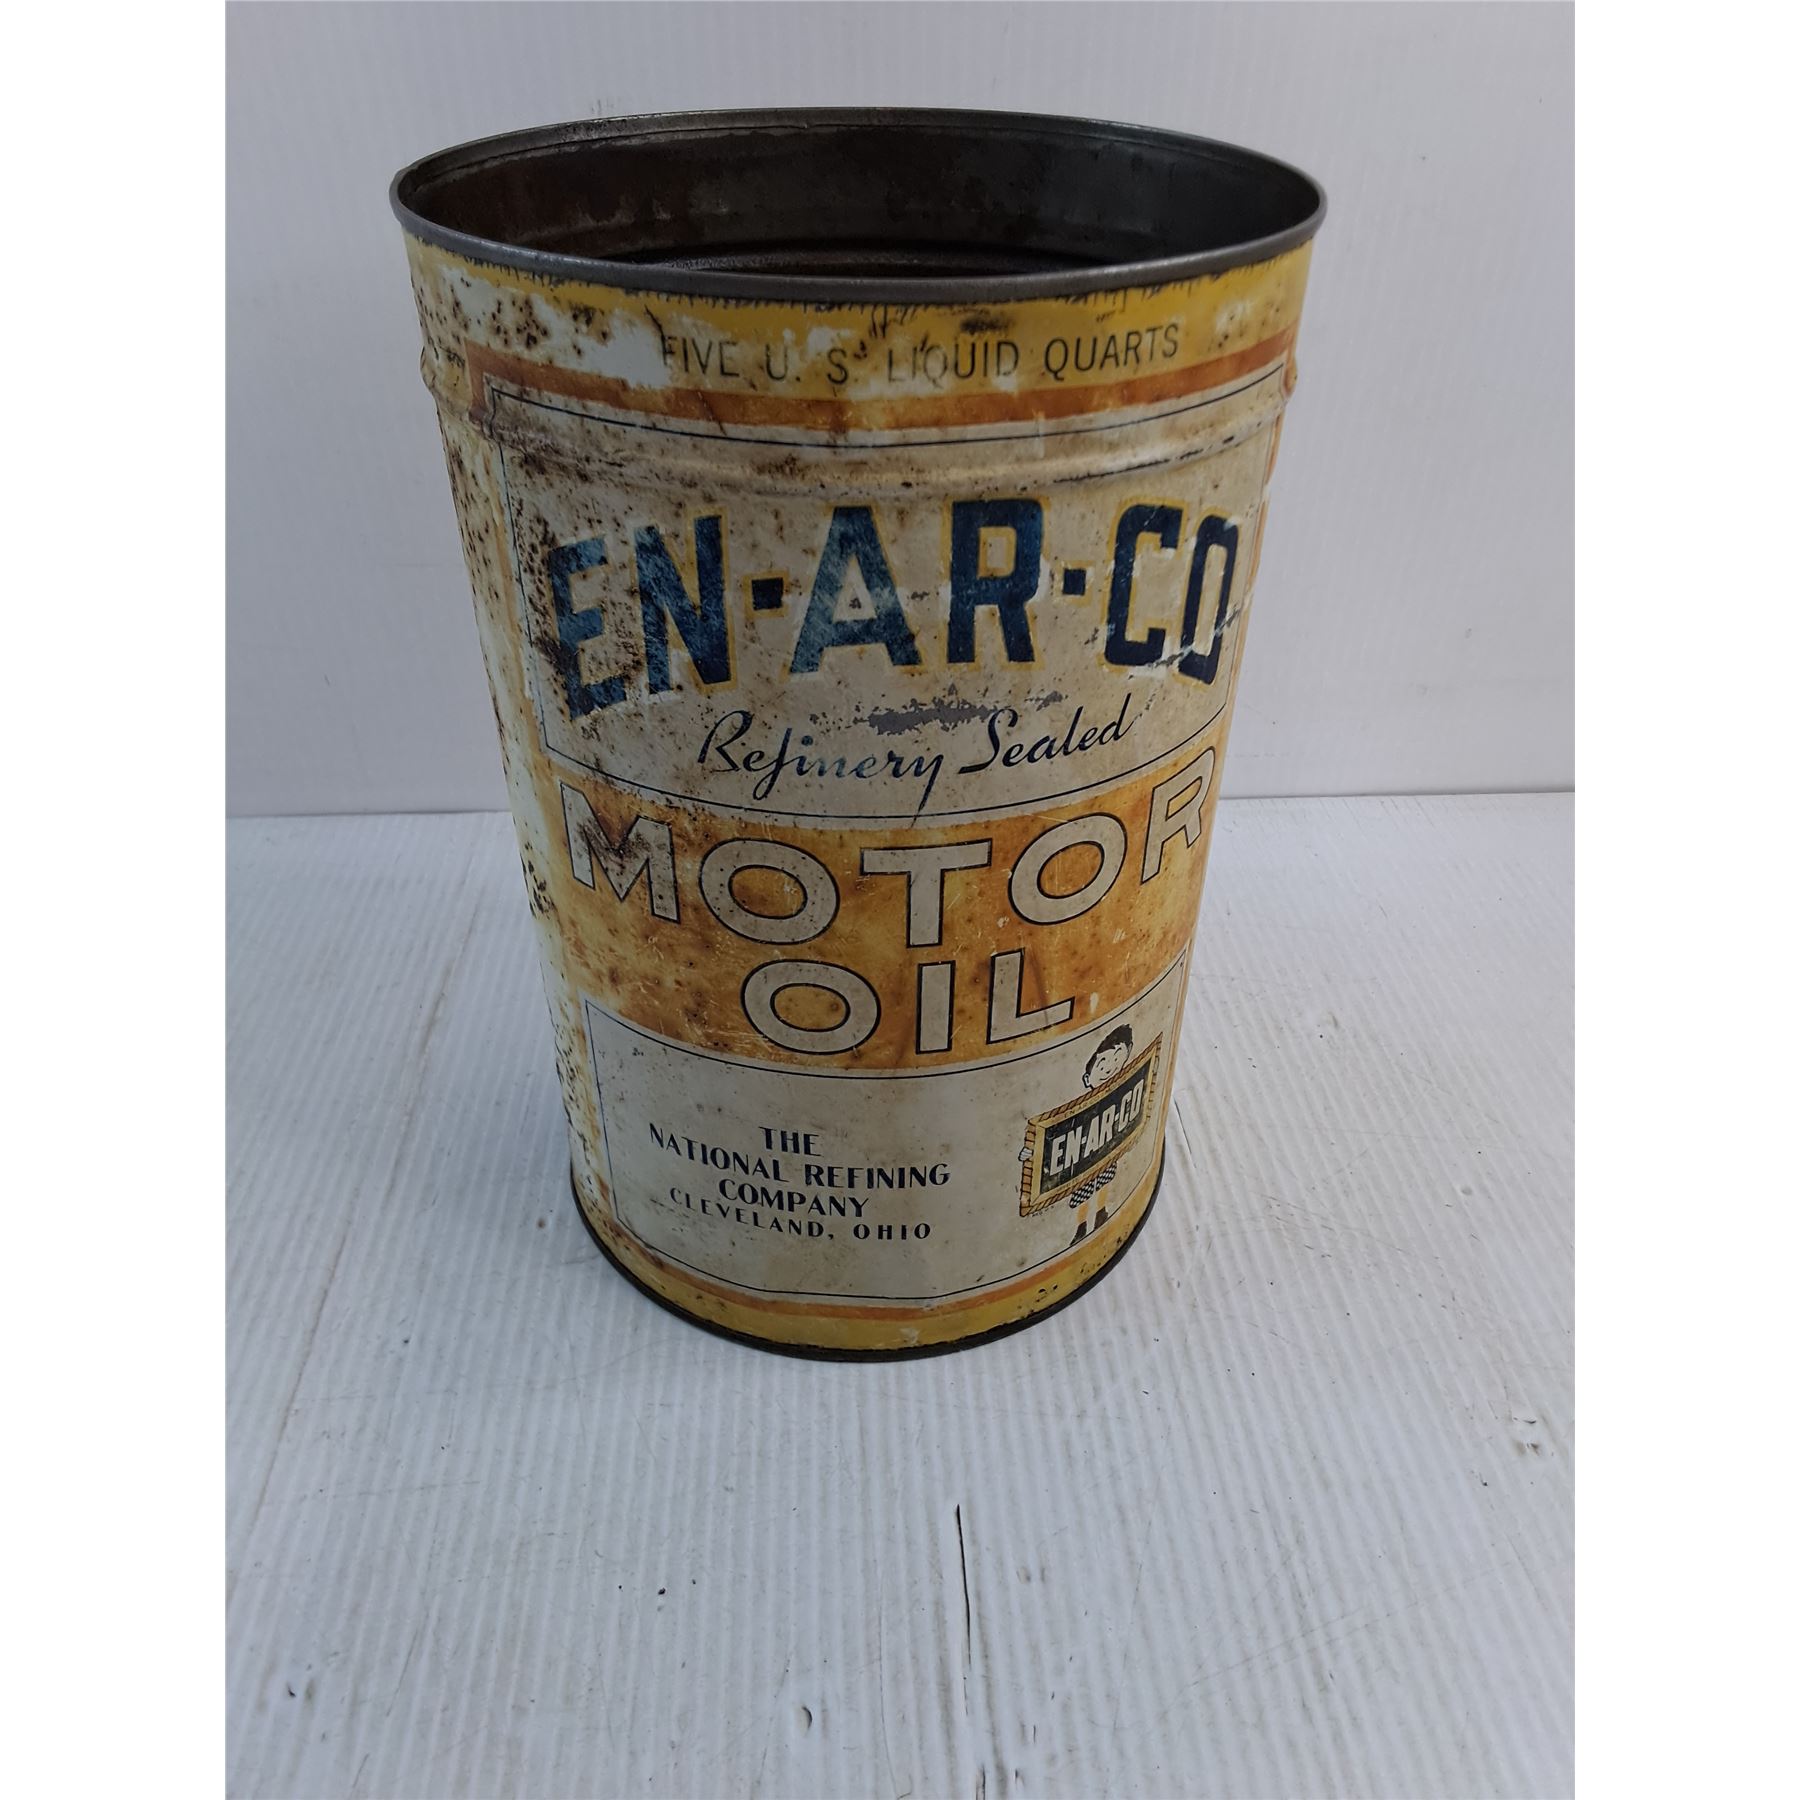 FIVE U. S. LIQUID QUARTS
EN-AR-CO
Refinery Sealed
MOTOR
OIL
THE
NATIONAL REFINING
COMPANY
CLEVELAND, OHIO
EN-AR-CO